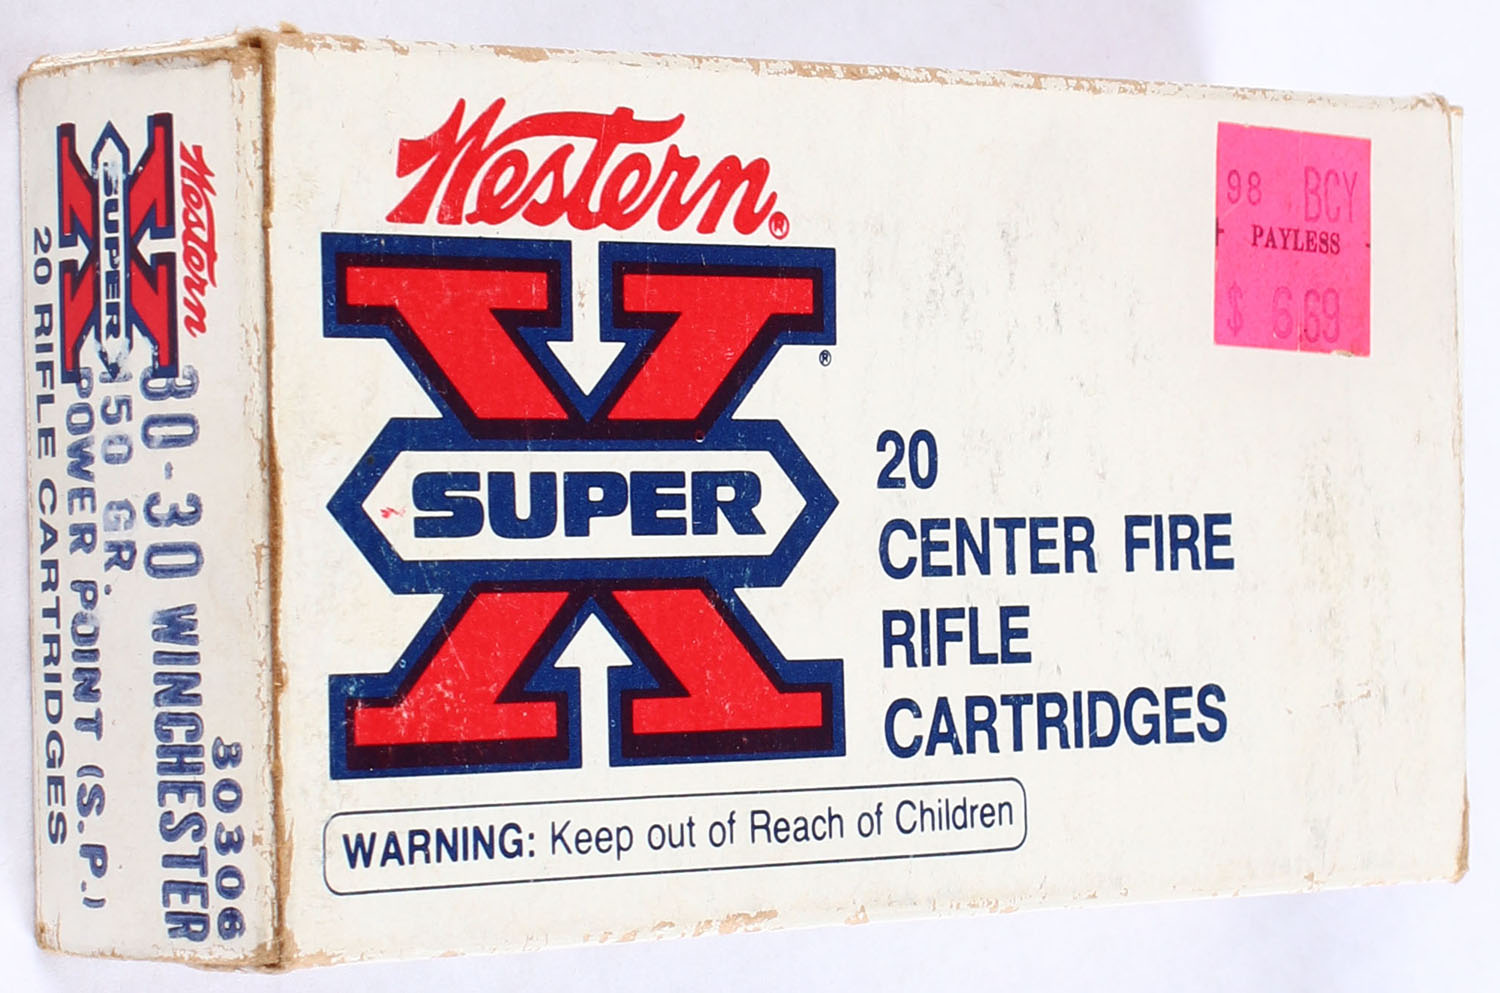 Western®
SUPER X
®
20
CENTER FIRE
RIFLE
CARTRIDGES
WARNING: Keep out of Reach of Children
98 BCY
PAYLESS
$ 6.69
Western
SUPER X
30306
30-30 WINCHESTER
150 GR.
POWER POINT (S.P.)
20 RIFLE CARTRIDGES